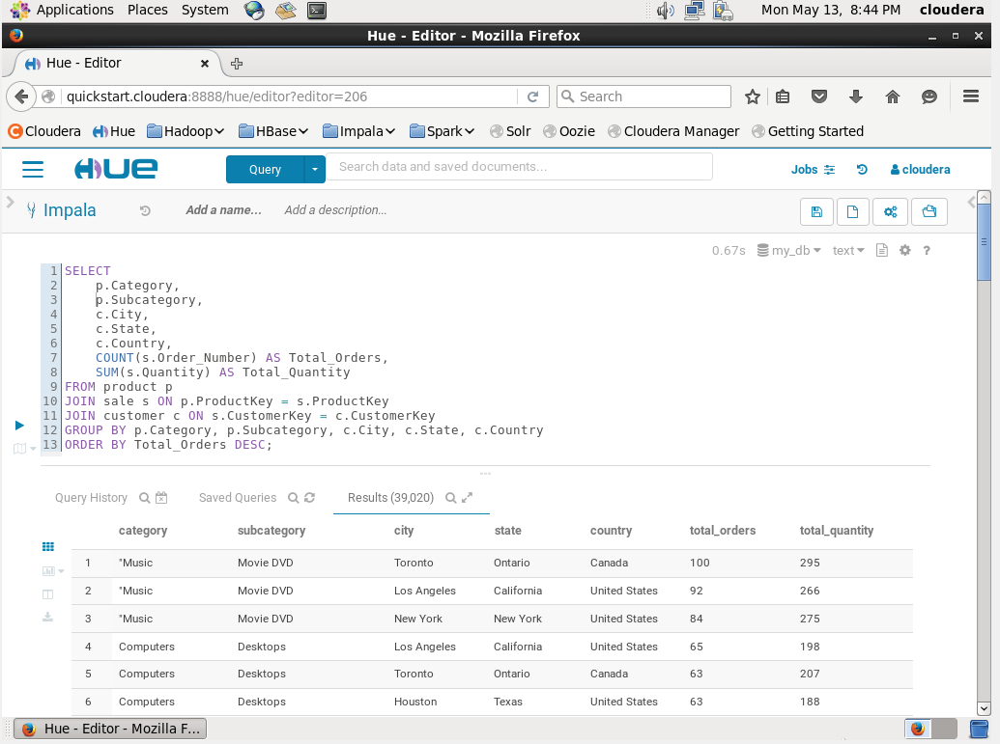 Applications Places System Mon May 13, 8:44 PM cloudera
Hue - Editor - Mozilla Firefox
Hue - Editor
quickstart.cloudera:8888/hue/editor?editor=206 Search
Cloudera Hue Hadoop HBase Impala Spark Solr Oozie Cloudera Manager Getting Started
HUE Query Search data and saved documents... Jobs cloudera
Impala Add a name... Add a description...
0.67s my_db text ?
1 SELECT
2 p.Category,
3 p.Subcategory,
4 c.City,
5 c.State,
6 c.Country,
7 COUNT(s.Order_Number) AS Total_Orders,
8 SUM(s.Quantity) AS Total_Quantity
9 FROM product p
10 JOIN sale s ON p.ProductKey = s.ProductKey
11 JOIN customer c ON s.CustomerKey = c.CustomerKey
12 GROUP BY p.Category, p.Subcategory, c.City, c.State, c.Country
13 ORDER BY Total_Orders DESC;
Query History Saved Queries Results (39,020)
category subcategory city state country total_orders total_quantity
1 "Music Movie DVD Toronto Ontario Canada 100 295
2 "Music Movie DVD Los Angeles California United States 92 266
3 "Music Movie DVD New York New York United States 84 275
4 Computers Desktops Los Angeles California United States 65 198
5 Computers Desktops Toronto Ontario Canada 63 207
6 Computers Desktops Houston Texas United States 63 188
Hue - Editor - Mozilla F...